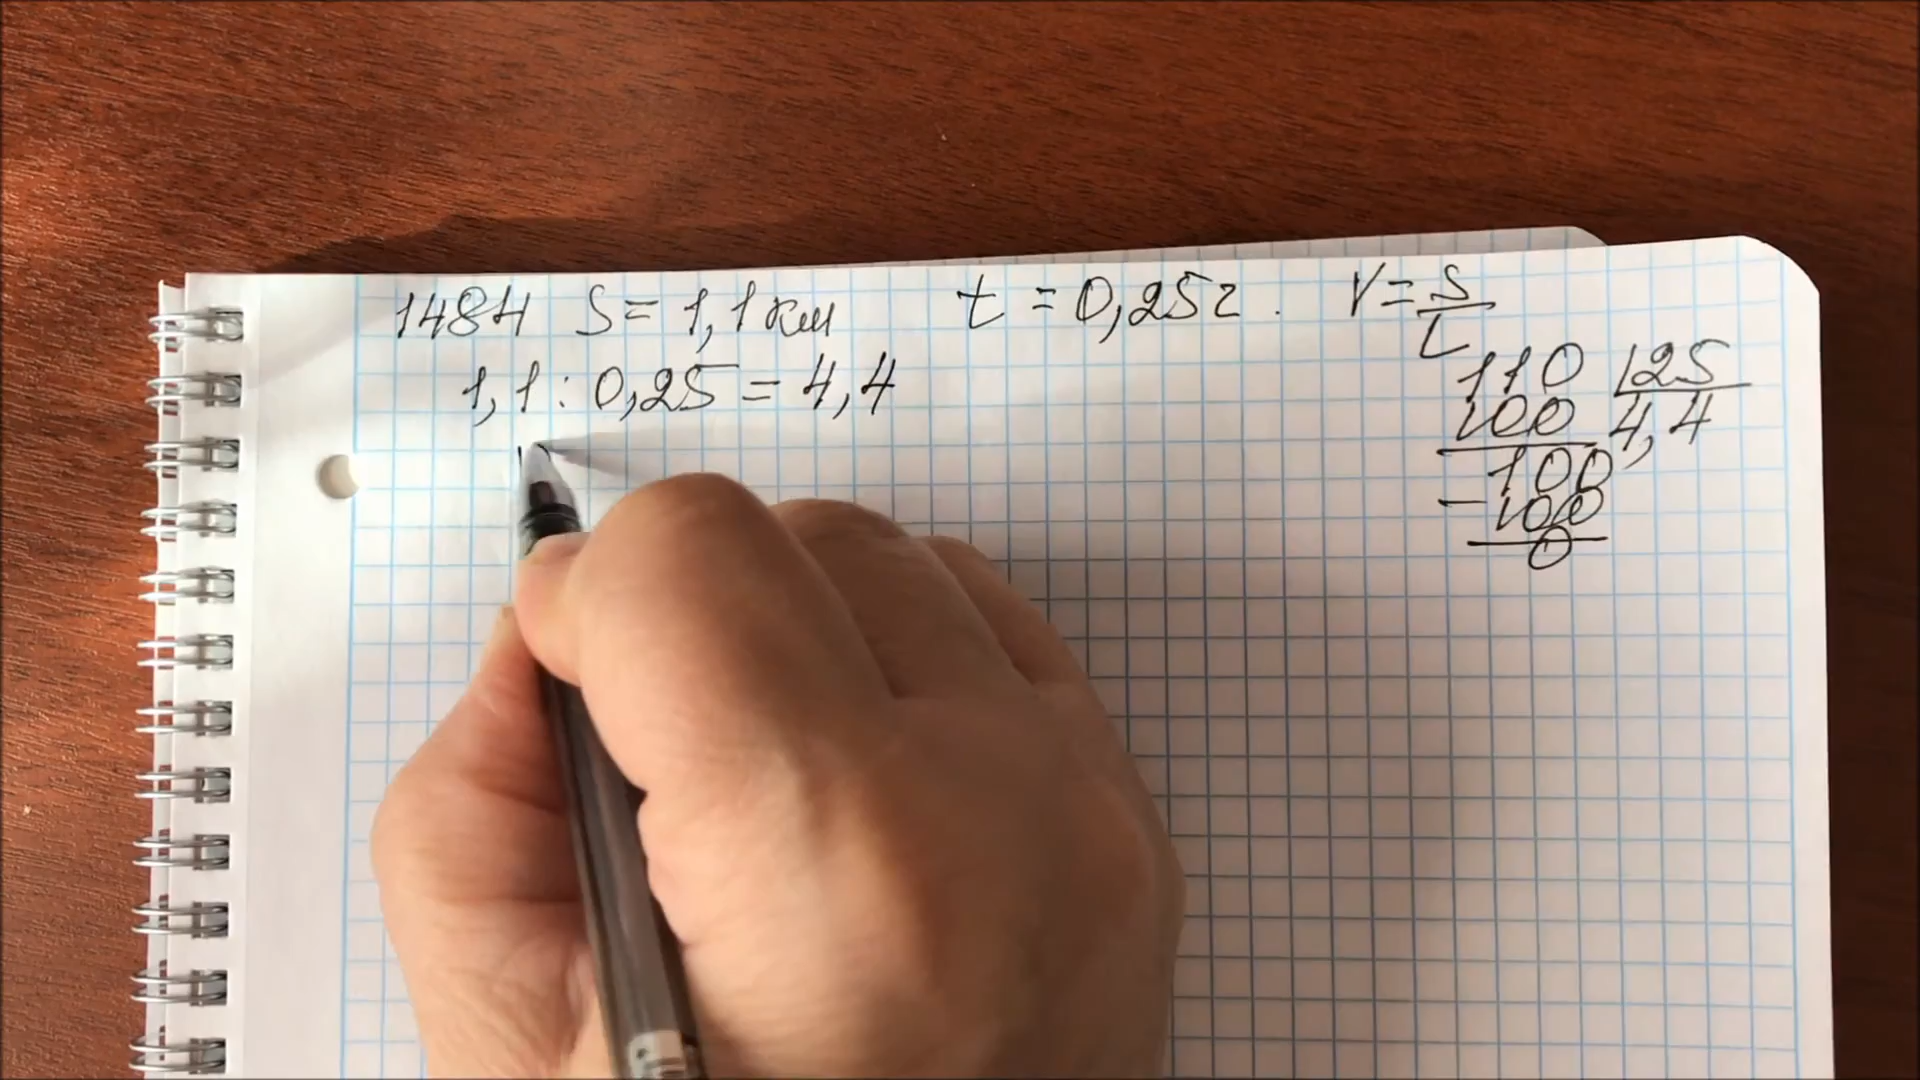 1484 S = 1,1 км t = 0,25 г. V = S/t
1,1 : 0,25 = 4,4
110 25
100 4,4
100
- 100
0